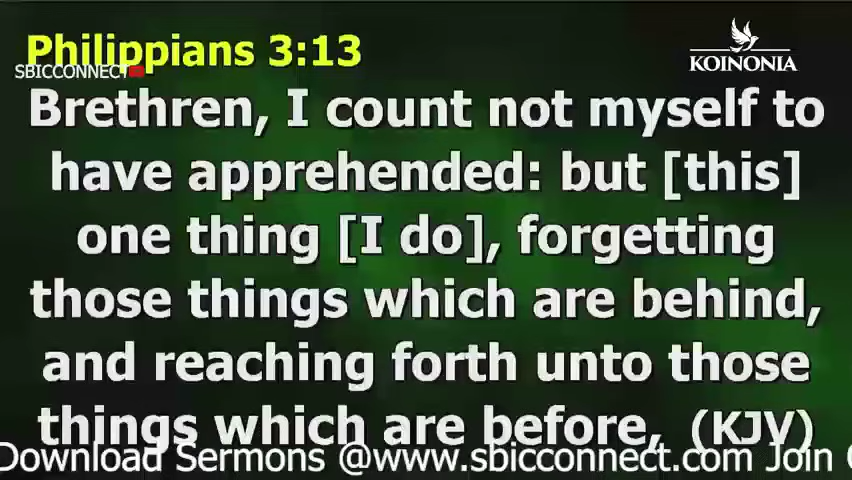 Philippians 3:13
KOINONIA
SBICCONNECT
Brethren, I count not myself to
have apprehended: but [this]
one thing [I do], forgetting
those things which are behind,
and reaching forth unto those
things which are before, (KJV)
Download Sermons @www.sbicconnect.com Join